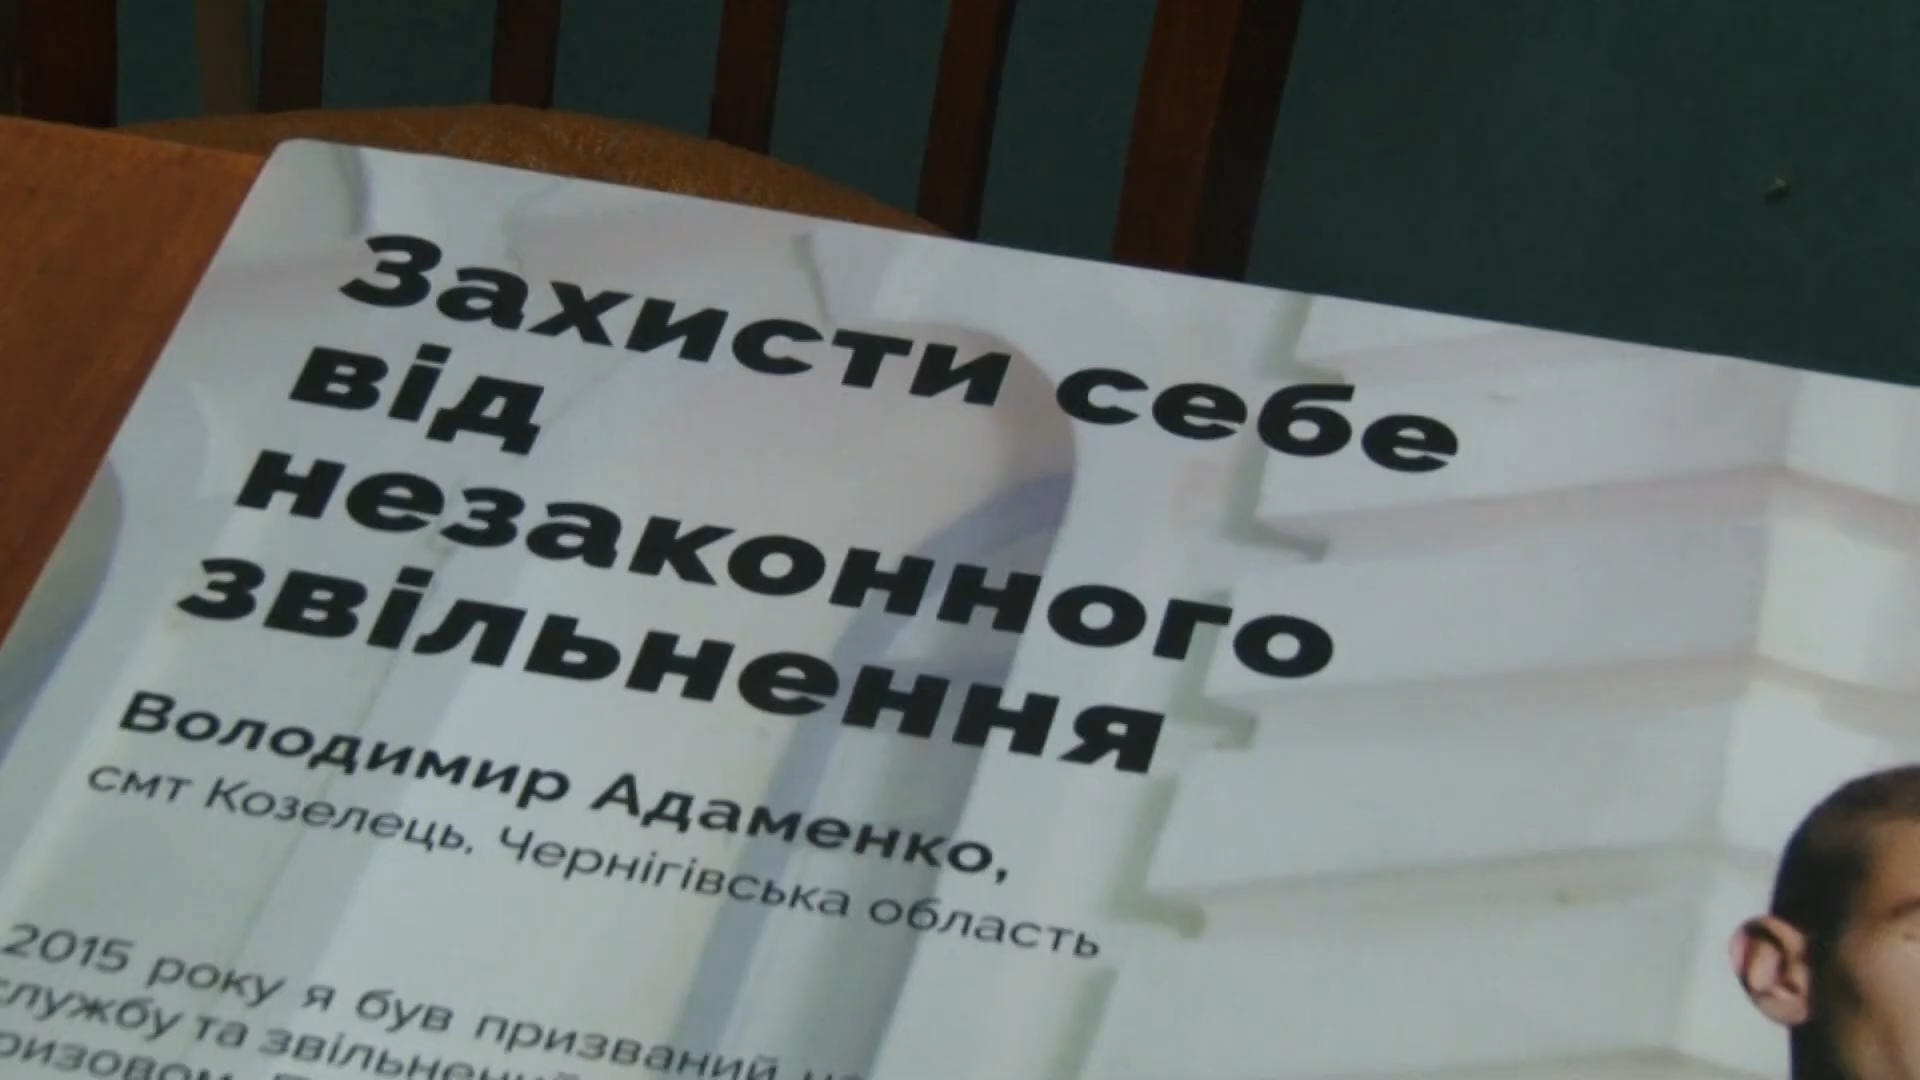 Захисти себе
від
незаконного
звільнення
Володимир Адаменко,
смт Козелець, Чернігівська область
2015 року я був призваний
службу та звільнений